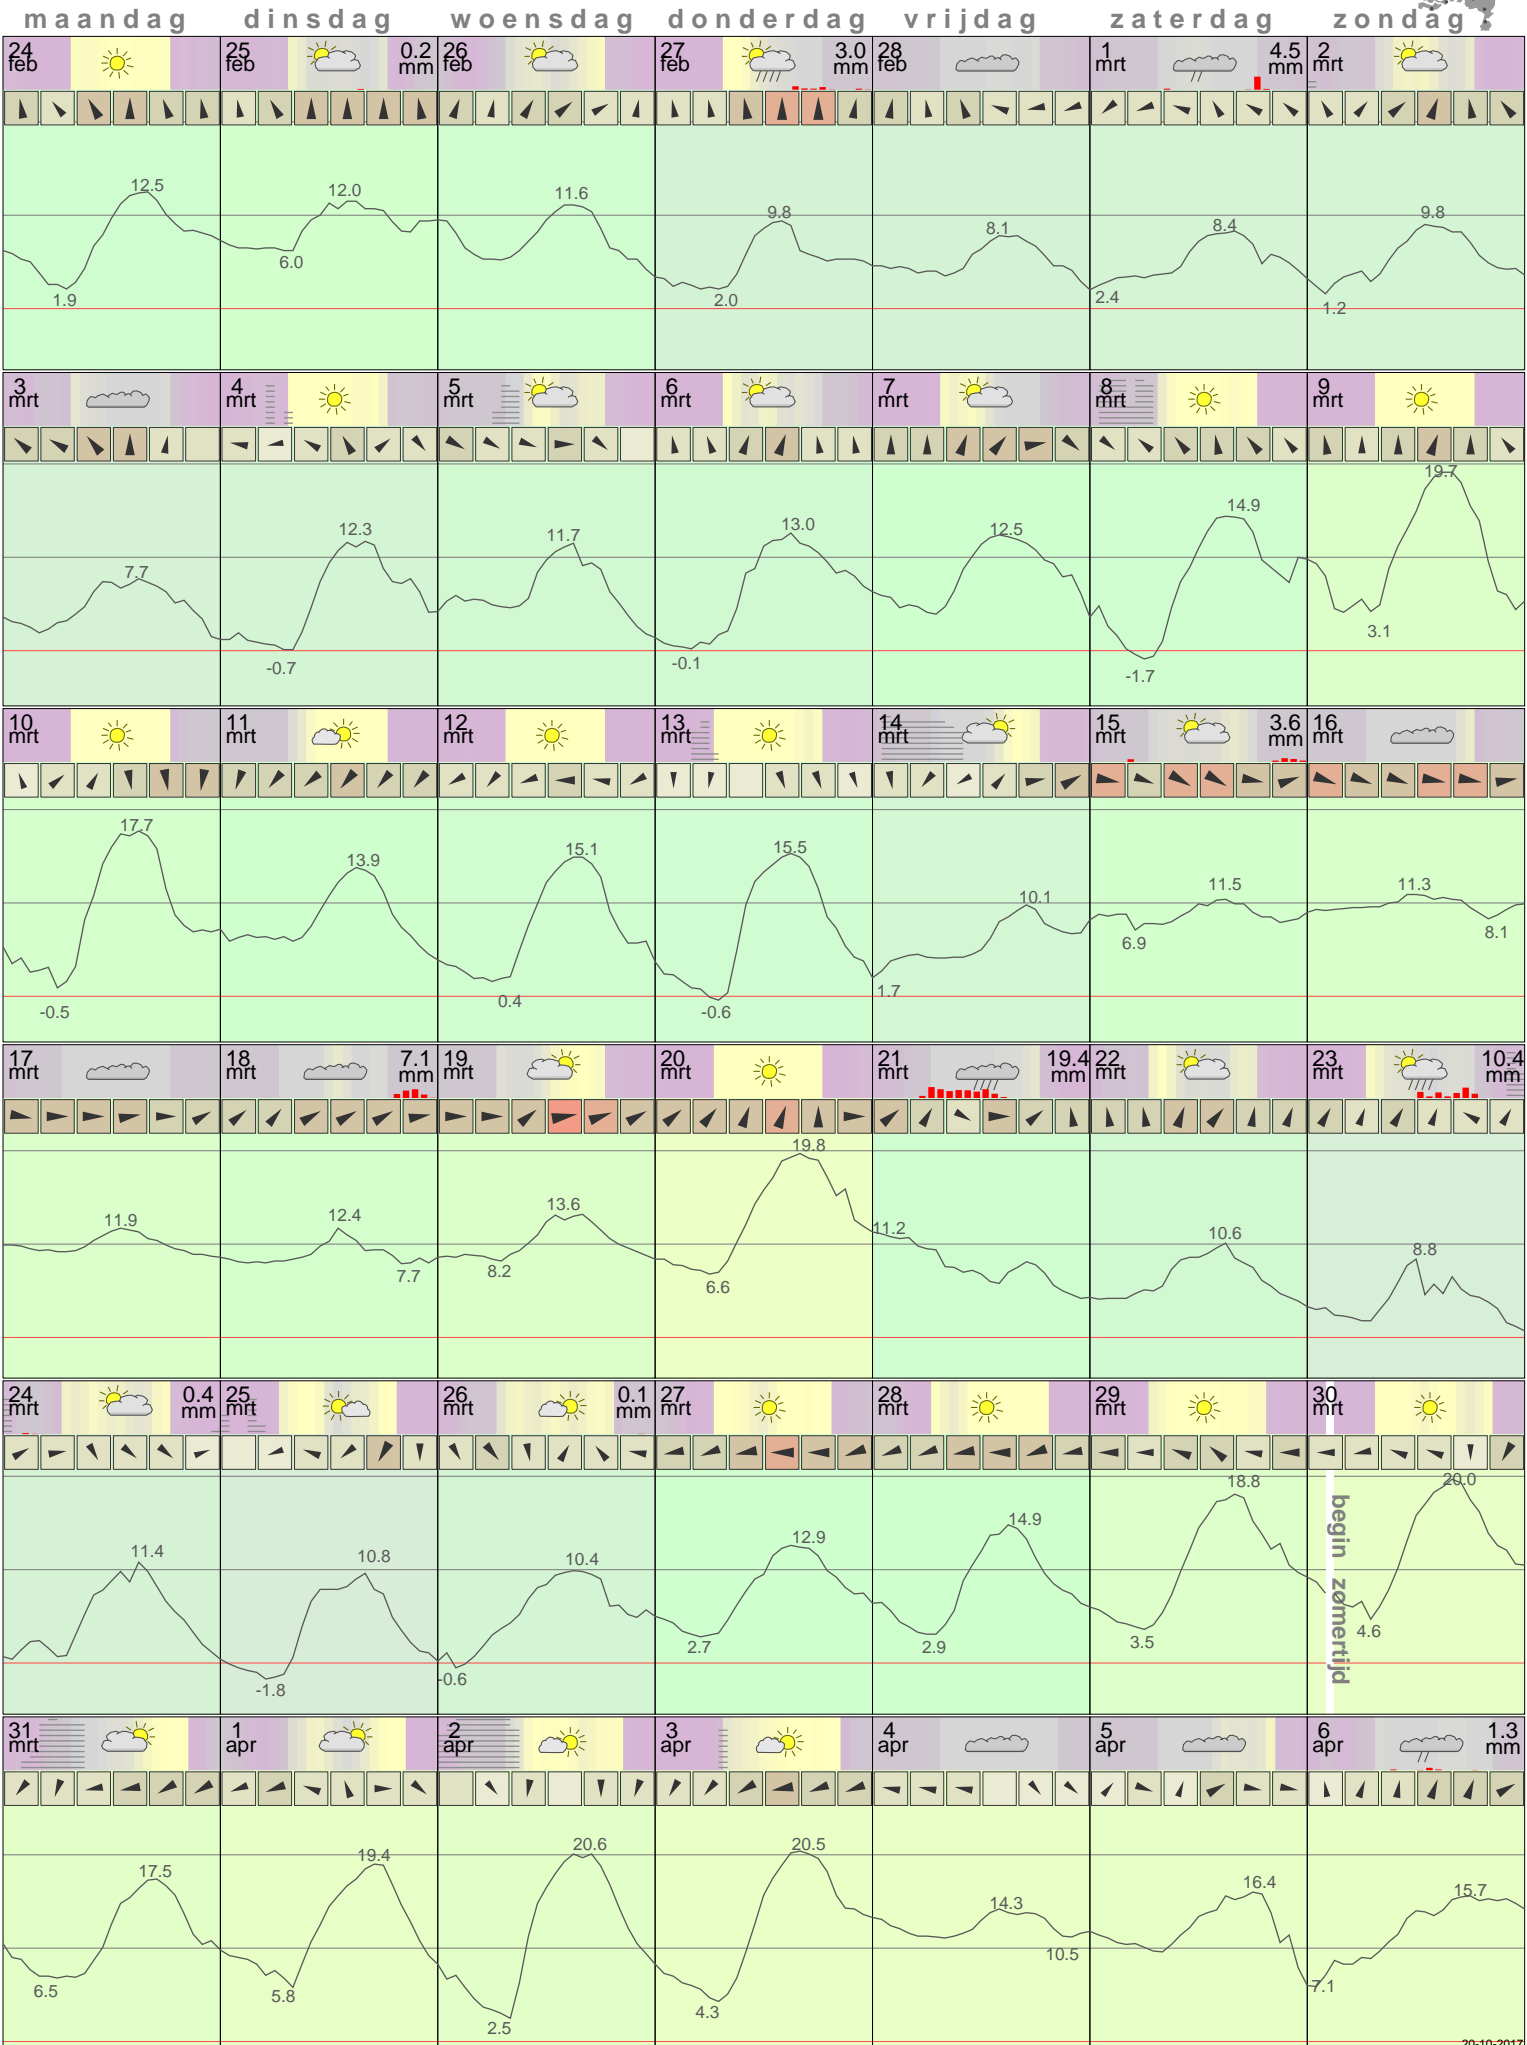 maandag dinsdag woensdag donderdag vrijdag zaterdag zondag
24 feb
25 feb 0.2 mm
26 feb
27 feb 3.0 mm
28 feb
1 mrt 4.5 mm
2 mrt
12.5 12.0 11.6 9.8 8.1 8.4 9.8
1.9 6.0 2.0 2.4 1.2
3 mrt
4 mrt
5 mrt
6 mrt
7 mrt
8 mrt
9 mrt
7.7 12.3 11.7 13.0 12.5 14.9 19.7
-0.7 -0.1 -1.7 3.1
10 mrt
11 mrt
12 mrt
13 mrt
14 mrt
15 mrt 3.6 mm
16 mrt
17.7 13.9 15.1 15.5 10.1 11.5 11.3
-0.5 0.4 -0.6 1.7 6.9 8.1
17 mrt
18 mrt 7.1 mm
19 mrt
20 mrt
21 mrt 19.4 mm
22 mrt
23 mrt 10.4 mm
11.9 12.4 13.6 19.8 11.2 10.6 8.8
7.7 8.2 6.6
24 mrt 0.4 mm
25 mrt
26 mrt 0.1 mm
27 mrt
28 mrt
29 mrt
30 mrt
11.4 10.8 10.4 12.9 14.9 18.8 20.0
-1.8 -0.6 2.7 2.9 3.5 4.6
begin zomertijd
31 mrt
1 apr
2 apr
3 apr
4 apr
5 apr
6 apr 1.3 mm
17.5 19.4 20.6 20.5 14.3 16.4 15.7
6.5 5.8 2.5 4.3 10.5 7.1
20-10-2017